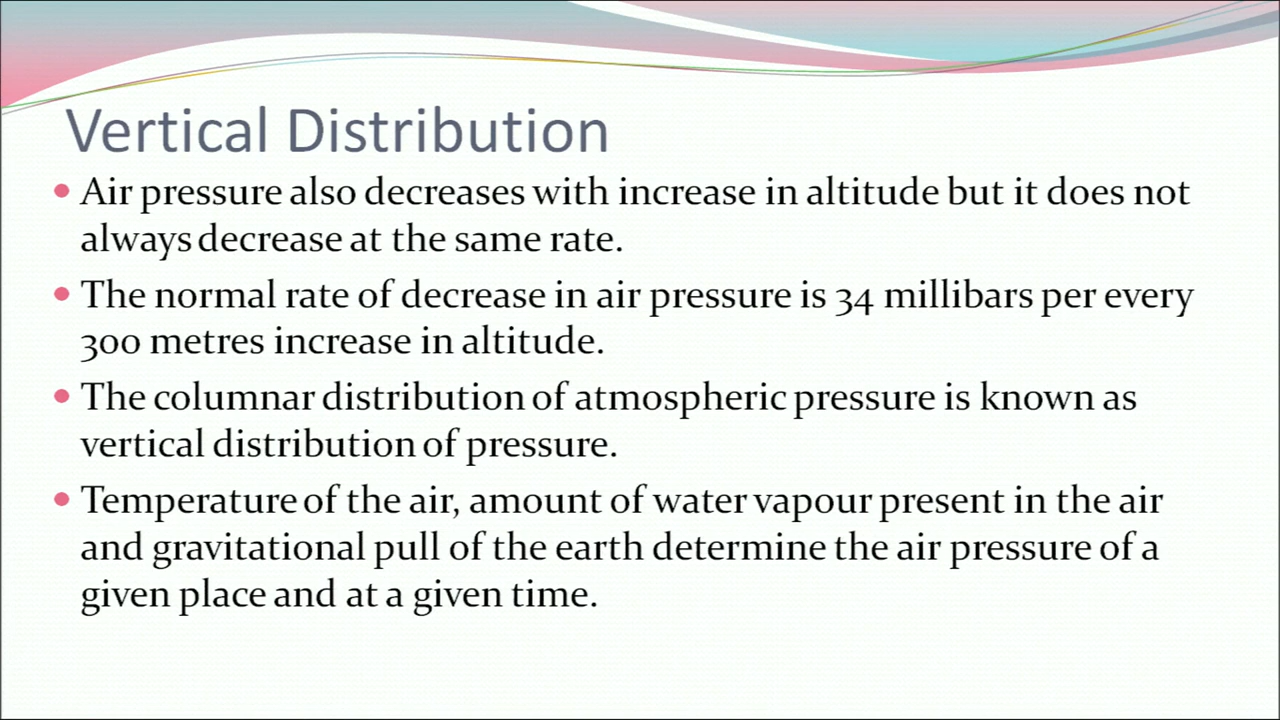 Vertical Distribution
• Air pressure also decreases with increase in altitude but it does not
always decrease at the same rate.
• The normal rate of decrease in air pressure is 34 millibars per every
300 metres increase in altitude.
• The columnar distribution of atmospheric pressure is known as
vertical distribution of pressure.
• Temperature of the air, amount of water vapour present in the air
and gravitational pull of the earth determine the air pressure of a
given place and at a given time.